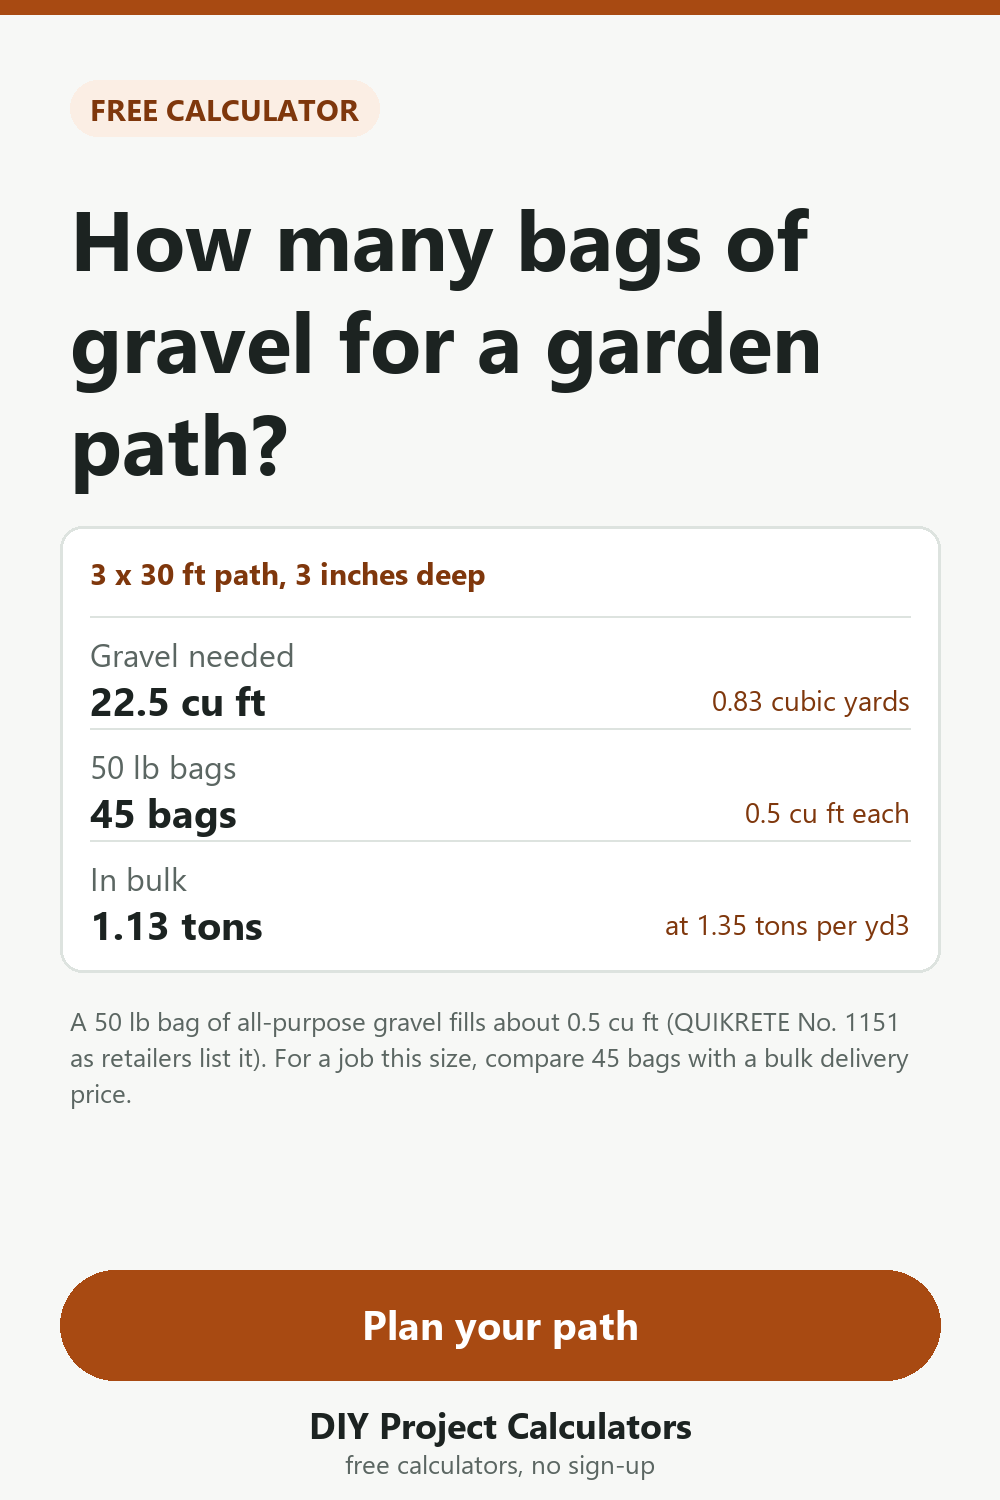 FREE CALCULATOR
How many bags of
gravel for a garden
path?
3 x 30 ft path, 3 inches deep
Gravel needed
22.5 cu ft
0.83 cubic yards
50 lb bags
45 bags
0.5 cu ft each
In bulk
1.13 tons
at 1.35 tons per yd3
A 50 lb bag of all-purpose gravel fills about 0.5 cu ft (QUIKRETE No. 1151
as retailers list it). For a job this size, compare 45 bags with a bulk delivery
price.
Plan your path
DIY Project Calculators
free calculators, no sign-up